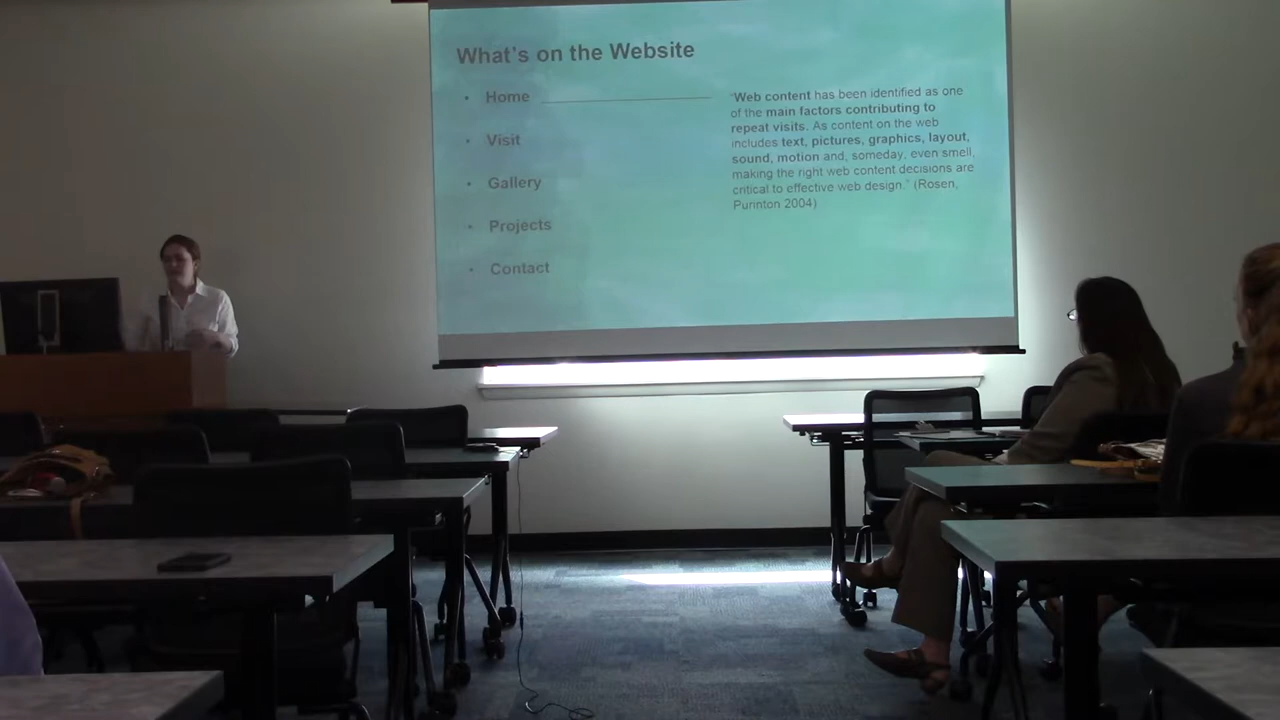 What's on the Website
• Home
• Visit
• Gallery
• Projects
• Contact
"Web content has been identified as one
of the main factors contributing to
repeat visits. As content on the web
includes text, pictures, graphics, layout,
sound, motion and, someday, even smell,
making the right web content decisions are
critical to effective web design." (Rosen,
Purinton 2004)